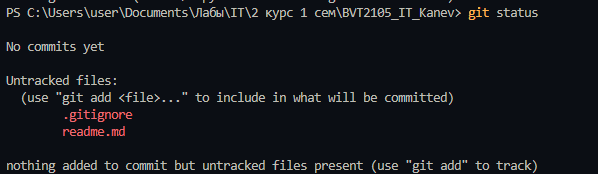 PS C:\Users\user\Documents\Лабы\IT\2 курс 1 сем\BVT2105_IT_Kanev> git status
No commits yet
Untracked files:
(use "git add <file>..." to include in what will be committed)
.gitignore
readme.md
nothing added to commit but untracked files present (use "git add" to track)